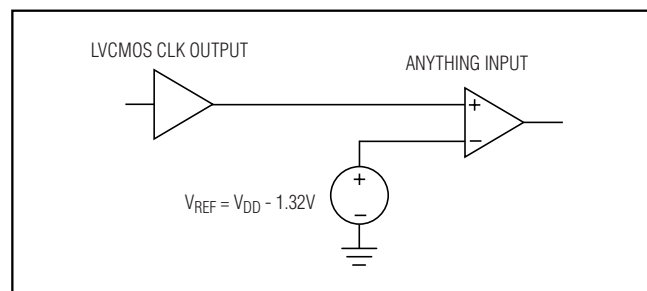 LVCMOS CLK OUTPUT
ANYTHING INPUT
+
−
+
VREF = VDD - 1.32V
−